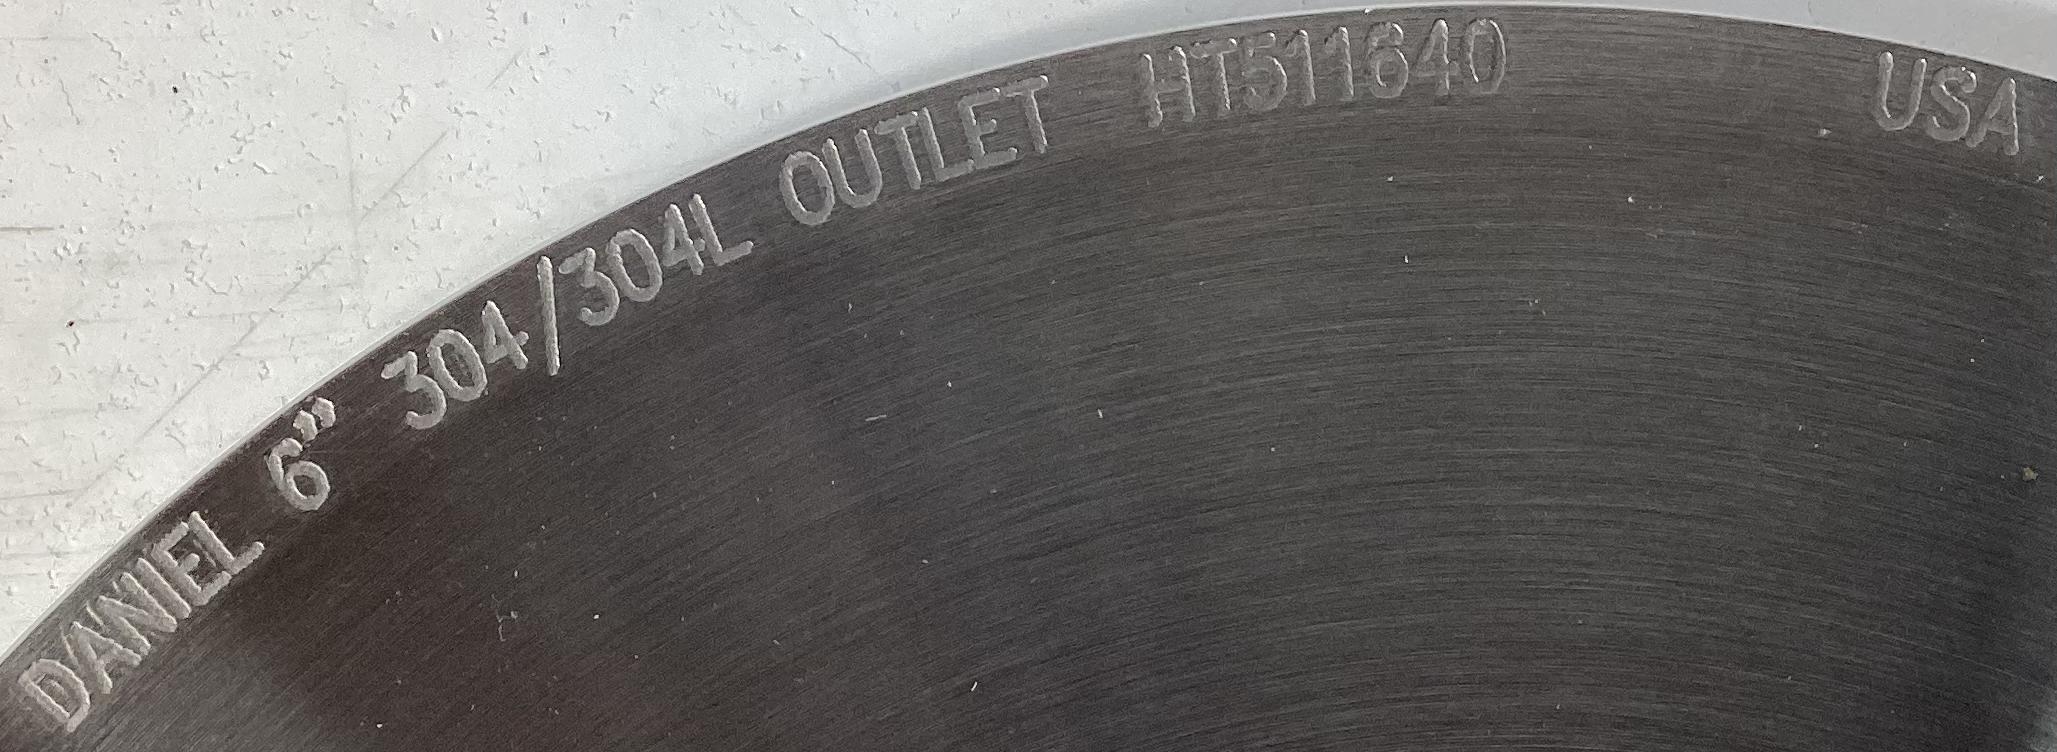 DANIEL 6" 304/304L OUTLET HT511640 USA